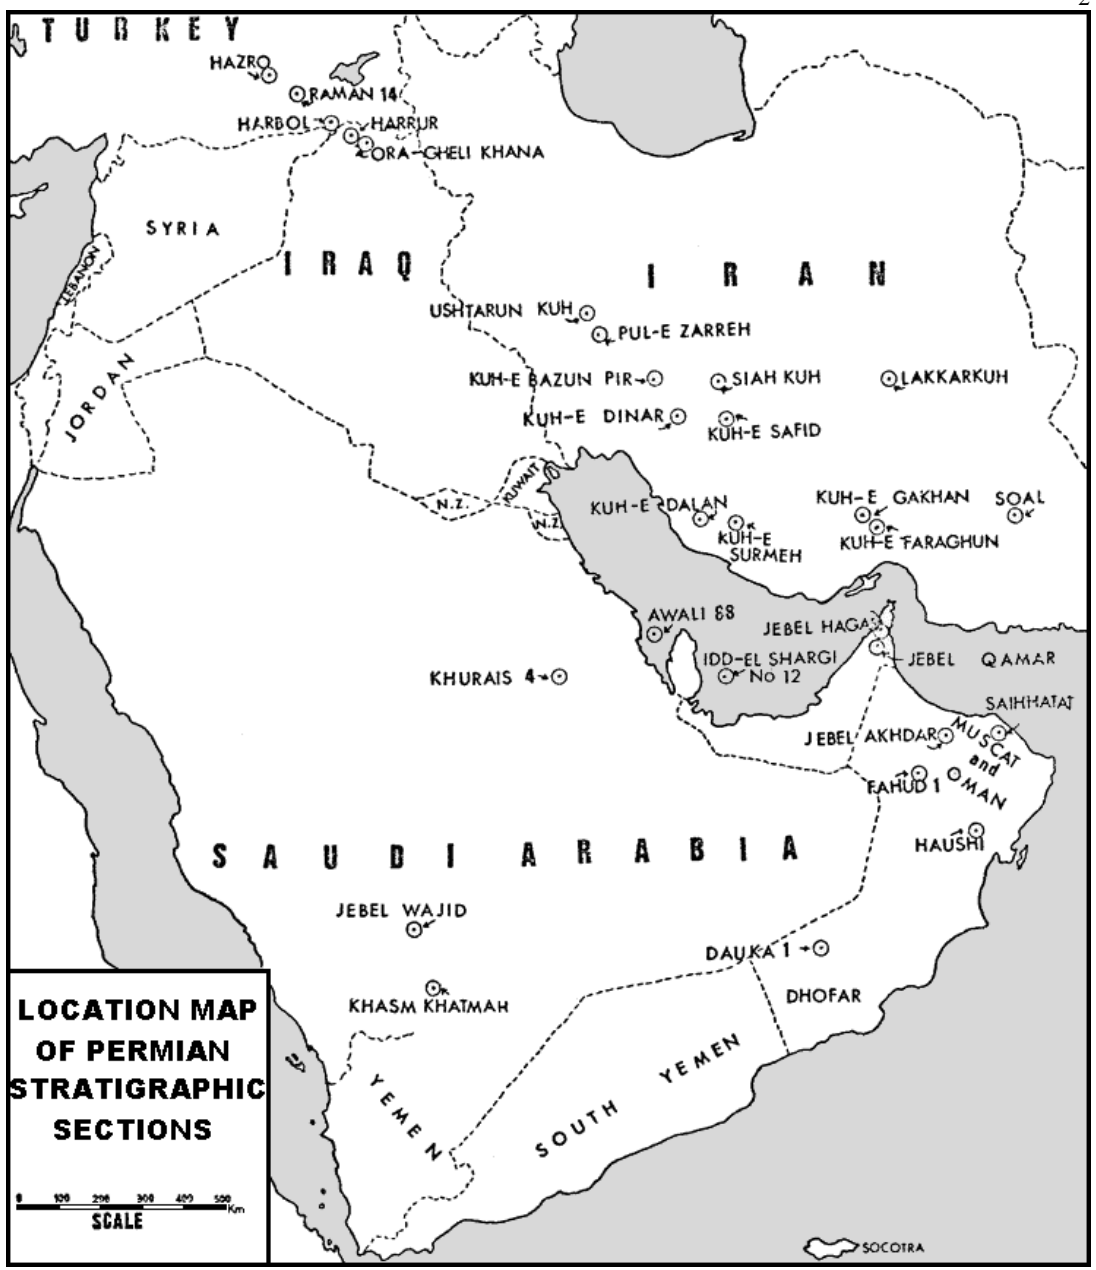 2
TURKEY
HAZRO
RAMAN 14
HARBOL
HARRUR
ORA-GHELI KHANA
SYRIA
LEBANON
IRAQ
IRAN
USHTARUN KUH
PUL-E ZARREH
JORDAN
KUH-E BAZUN PIR
SIAH KUH
LAKKARKUH
KUH-E DINAR
KUH-E SAFID
KUWAIT
N.Z.
N.Z.
KUH-E DALAN
KUH-E
SURMEH
KUH-E GAKHAN
SOAL
KUH-E FARAGHUN
AWALI 88
JEBEL HAGAB
IDD-EL SHARGI
No 12
JEBEL QAMAR
KHURAIS 4
SAIHHATAT
JEBEL AKHDAR
MUSCAT
and
OMAN
FAHUD 1
HAUSHI
SAUDI ARABIA
JEBEL WAJID
DAUKA 1
KHASM KHATMAH
DHOFAR
YEMEN
SOUTH YEMEN
SOCOTRA
LOCATION MAP
OF PERMIAN
STRATIGRAPHIC
SECTIONS
0 100 200 300 400 500 Km
SCALE